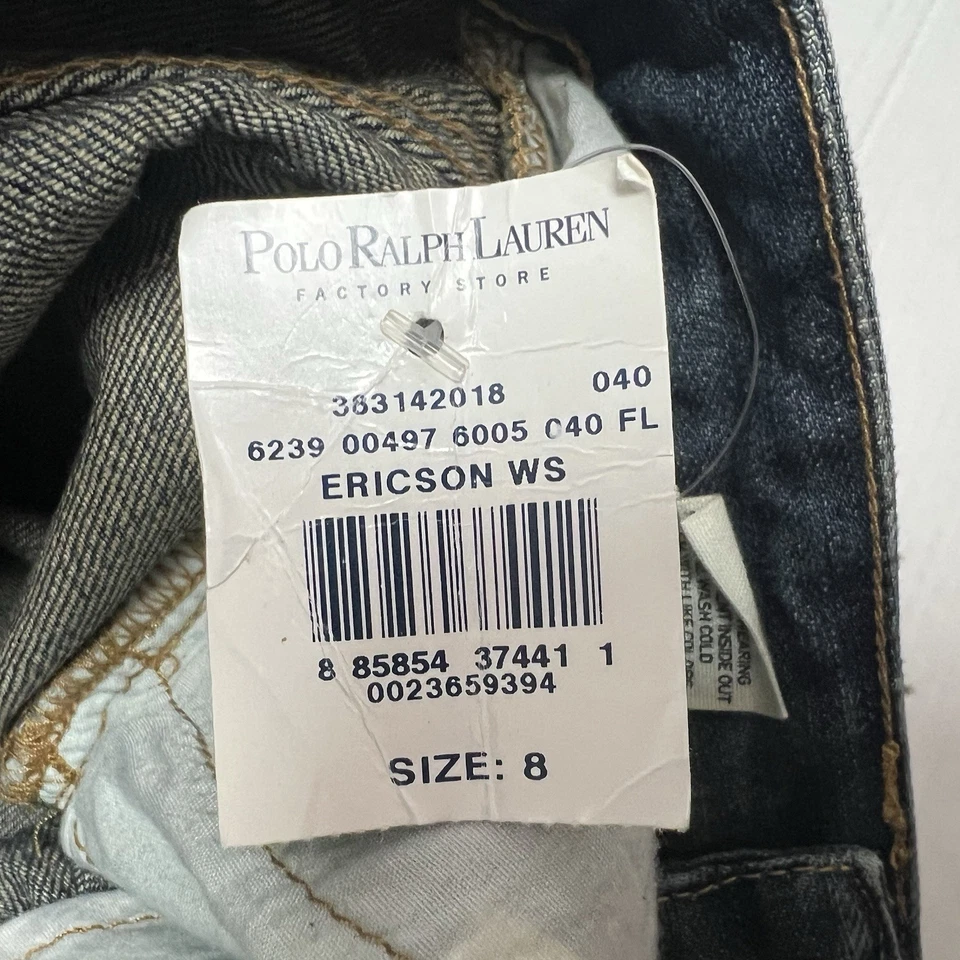 POLO RALPH LAUREN
FACTORY STORE
383142018 040
6239 00497 6005 040 FL
ERICSON WS
8 85854 37441 1
0023659394
SIZE: 8
INSIDE OUT
WASH COLD